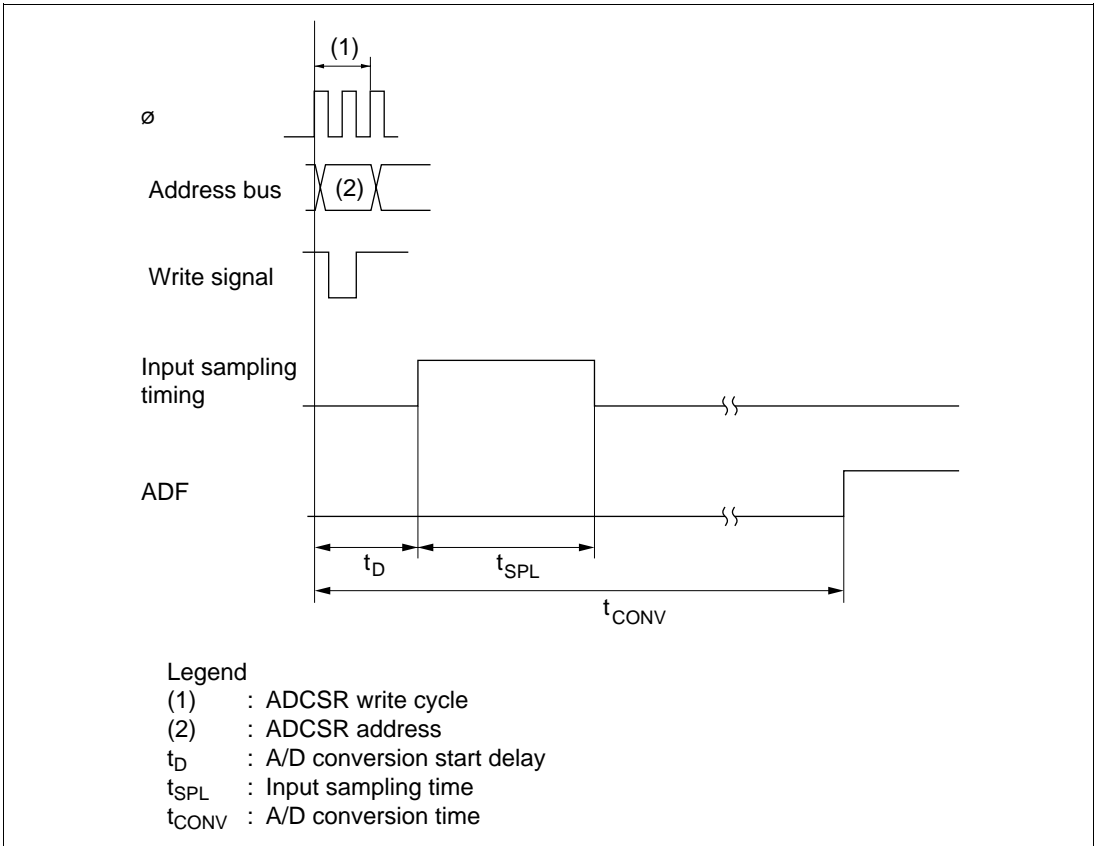 (1)
ø
Address bus
(2)
Write signal
Input sampling
timing
ADF
tD
tSPL
tCONV
Legend
(1) : ADCSR write cycle
(2) : ADCSR address
tD : A/D conversion start delay
tSPL : Input sampling time
tCONV : A/D conversion time